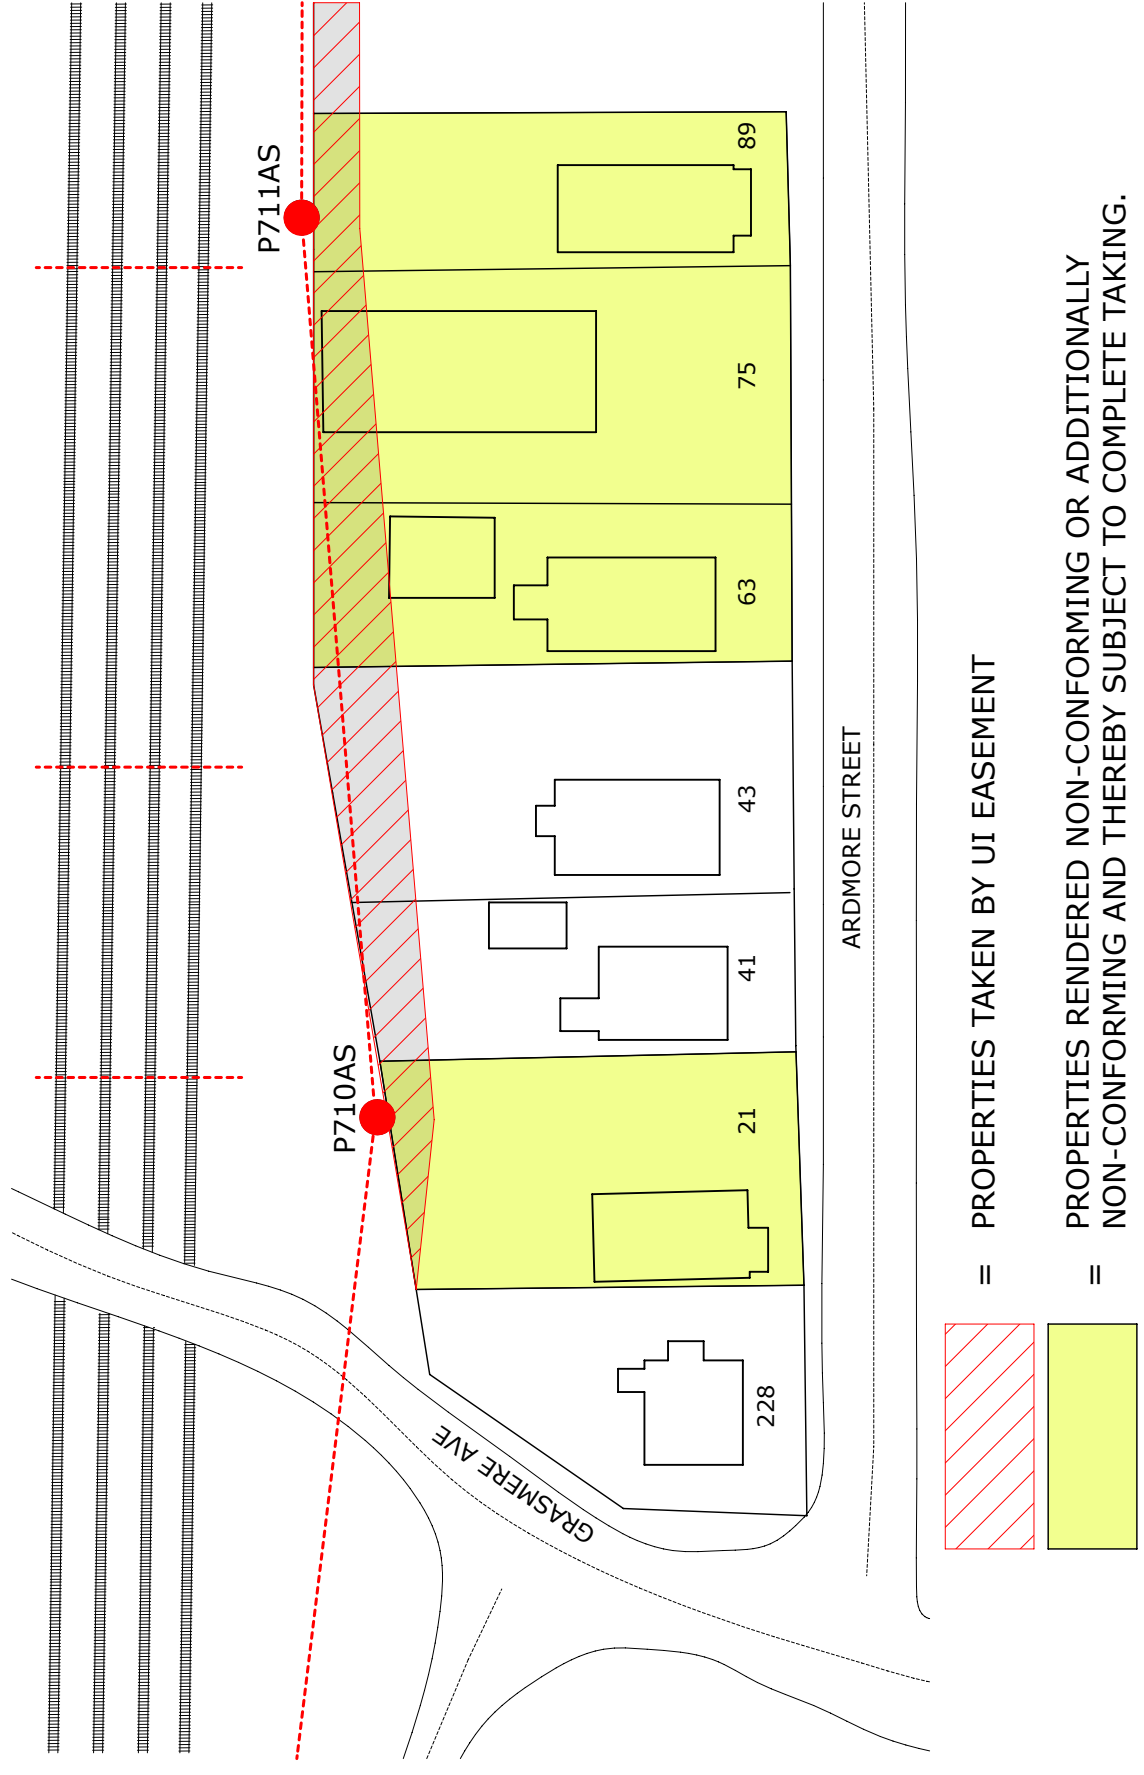 P710AS
P711AS
228
21
41
43
63
75
89
GRASMERE AVE
ARDMORE STREET
= PROPERTIES TAKEN BY UI EASEMENT
= PROPERTIES RENDERED NON-CONFORMING OR ADDITIONALLY
NON-CONFORMING AND THEREBY SUBJECT TO COMPLETE TAKING.